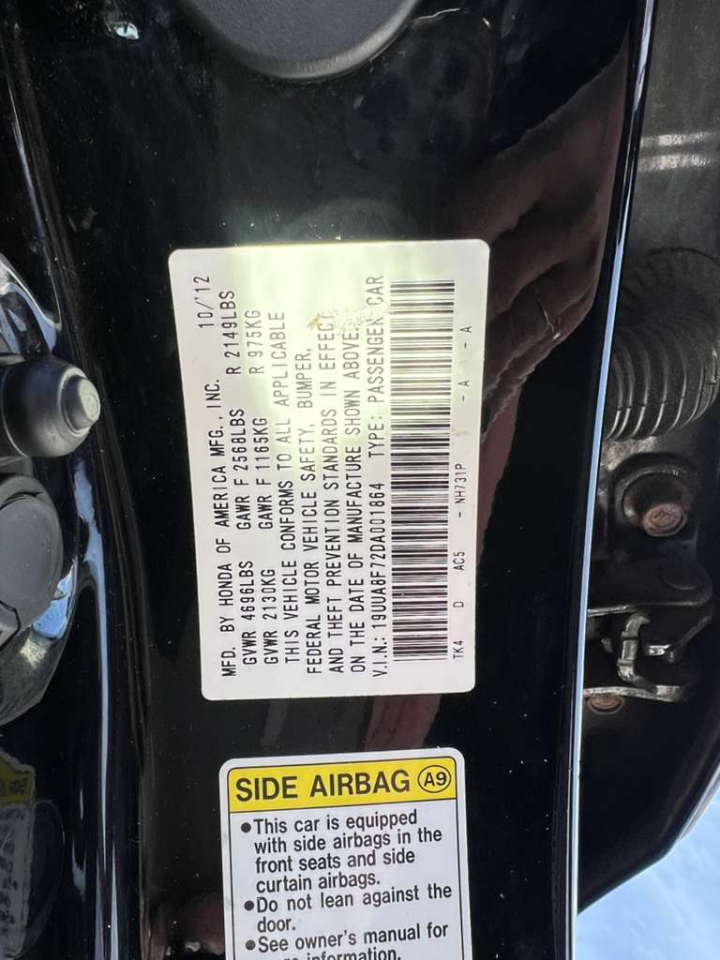 MFD. BY HONDA OF AMERICA MFG., INC. 10/'12
GVWR 4696LBS GAWR F 2568LBS R 2149LBS
GVWR 2130KG GAWR F 1165KG R 975KG
THIS VEHICLE CONFORMS TO ALL APPLICABLE
FEDERAL MOTOR VEHICLE SAFETY, BUMPER,
AND THEFT PREVENTION STANDARDS IN EFFECT
ON THE DATE OF MANUFACTURE SHOWN ABOVE.
V.I.N.: 19UUA8F72DA001864 TYPE: PASSENGER CAR
TK4 D AC5 - NH731P - A - A
SIDE AIRBAG A9
●This car is equipped
with side airbags in the
front seats and side
curtain airbags.
●Do not lean against the
door.
●See owner's manual for
information.